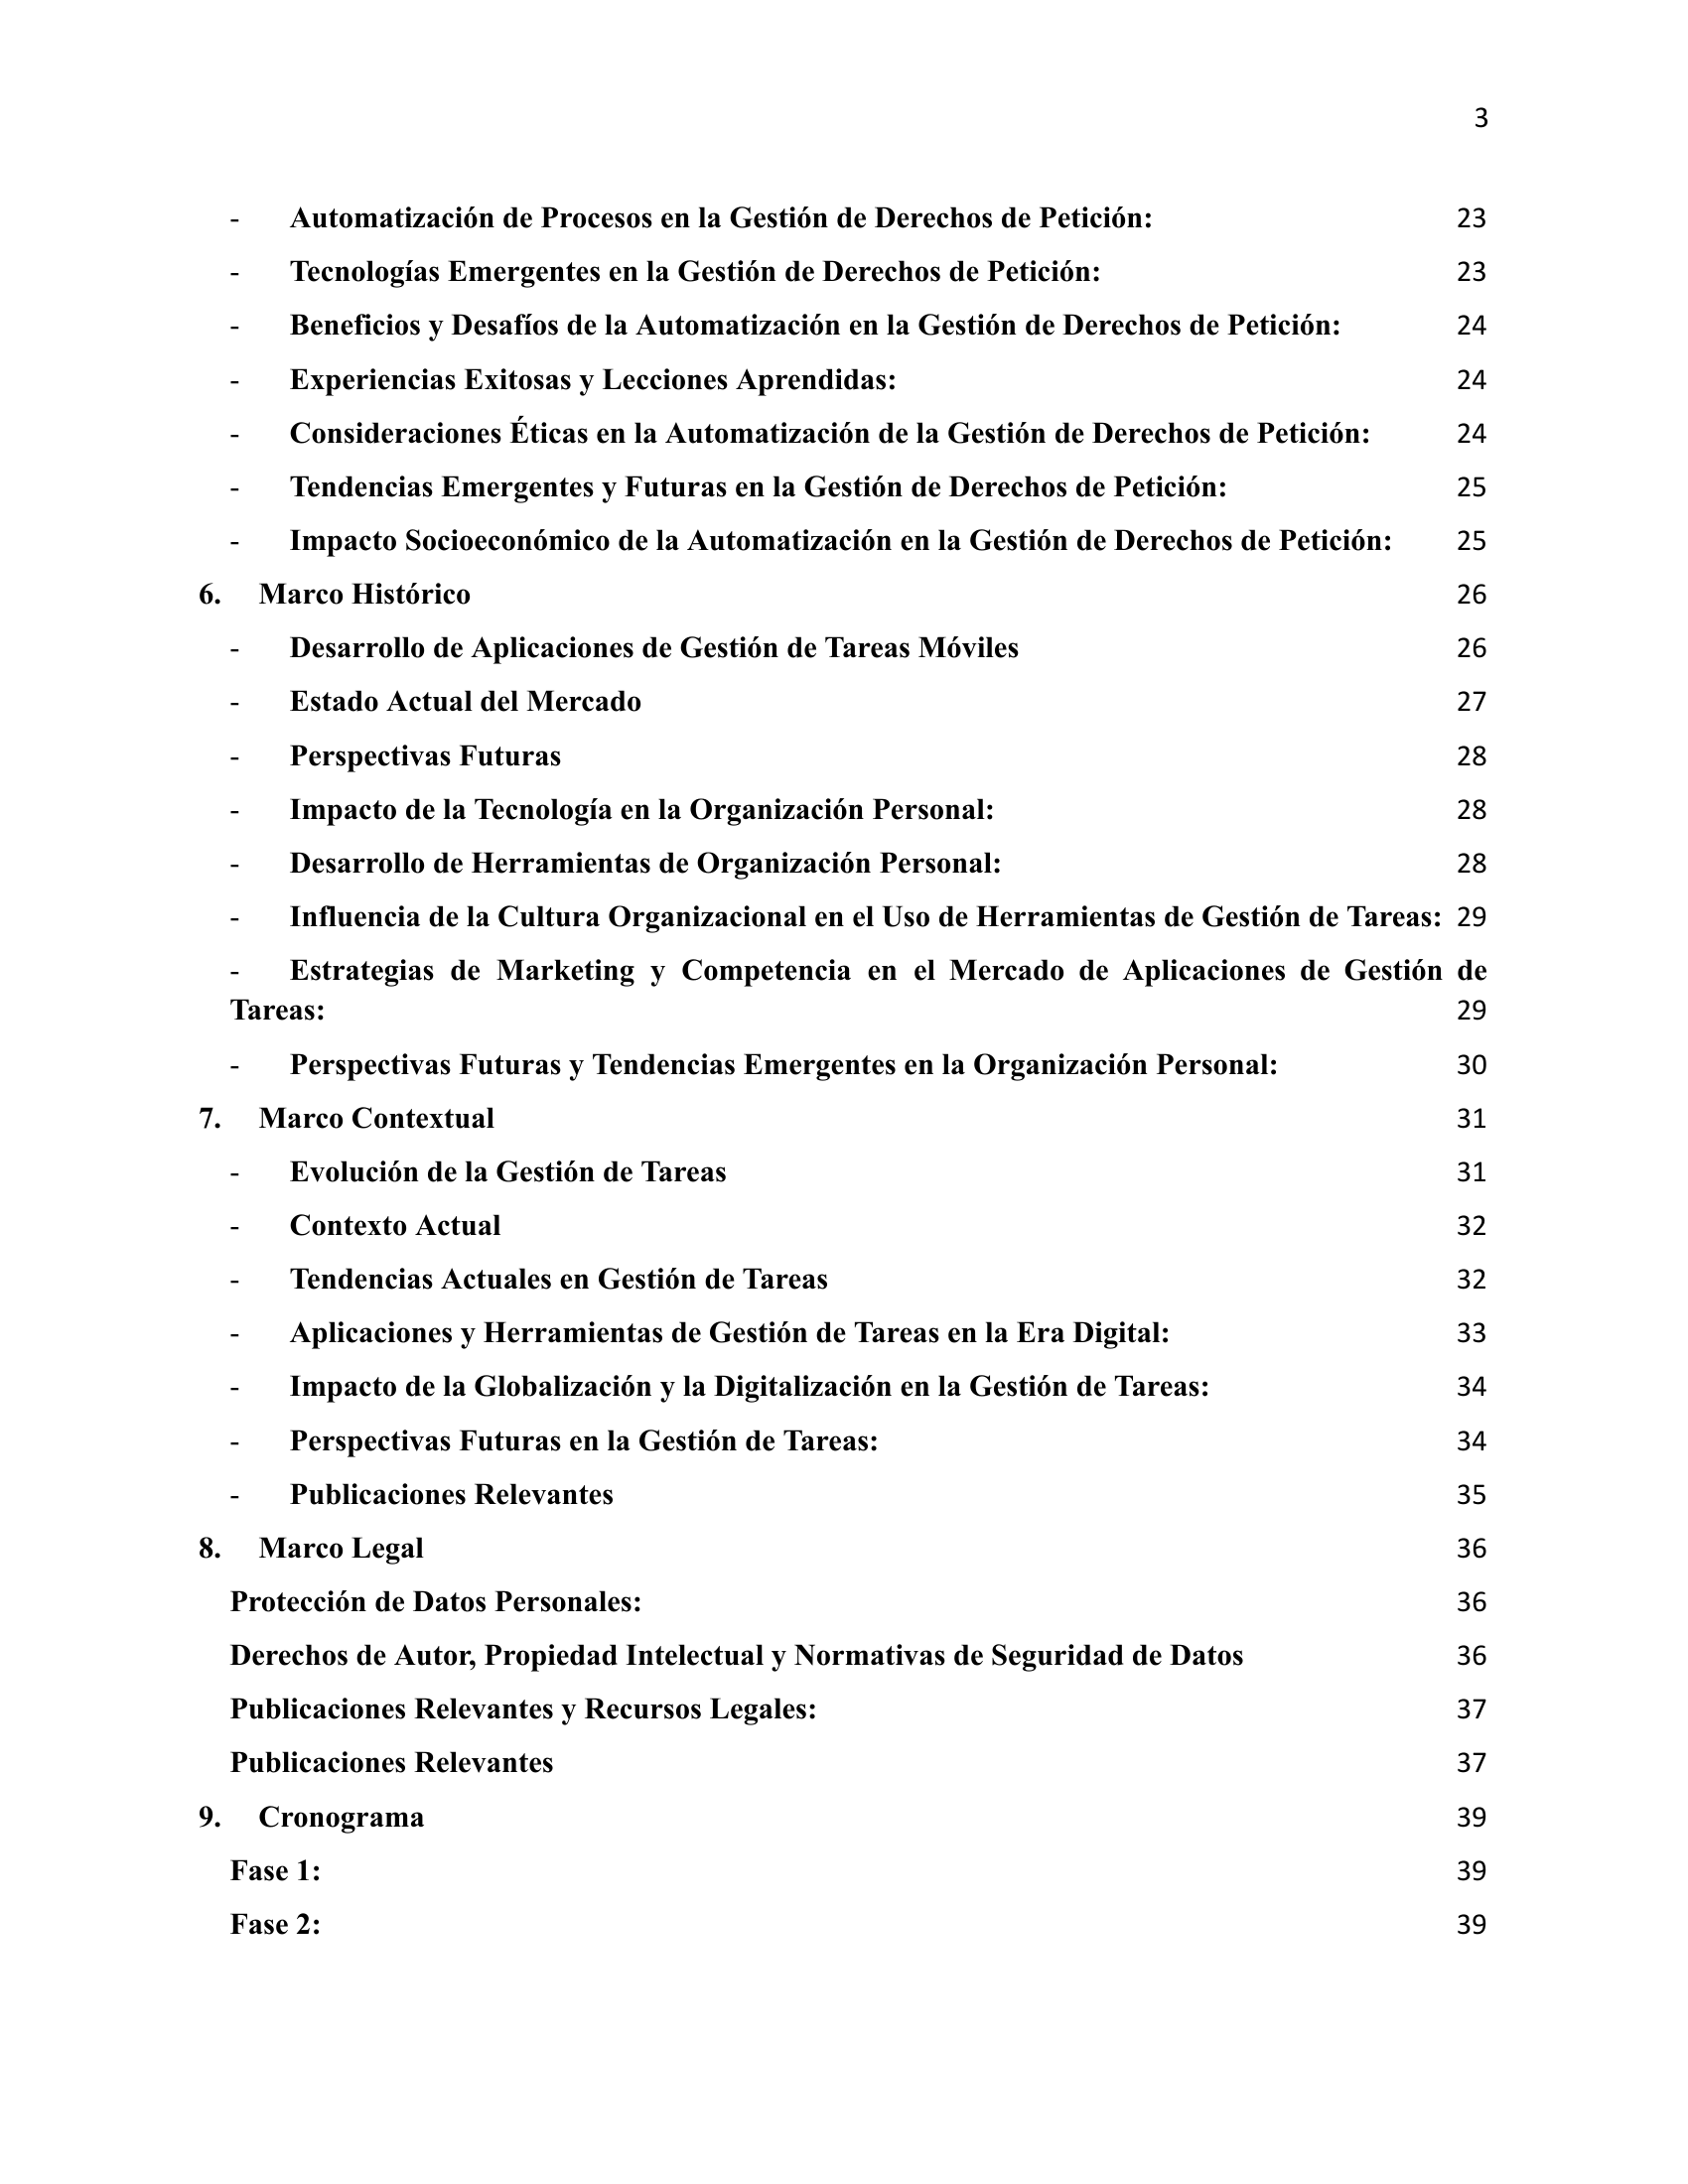 3
- Automatización de Procesos en la Gestión de Derechos de Petición: 23
- Tecnologías Emergentes en la Gestión de Derechos de Petición: 23
- Beneficios y Desafíos de la Automatización en la Gestión de Derechos de Petición: 24
- Experiencias Exitosas y Lecciones Aprendidas: 24
- Consideraciones Éticas en la Automatización de la Gestión de Derechos de Petición: 24
- Tendencias Emergentes y Futuras en la Gestión de Derechos de Petición: 25
- Impacto Socioeconómico de la Automatización en la Gestión de Derechos de Petición: 25
6. Marco Histórico 26
- Desarrollo de Aplicaciones de Gestión de Tareas Móviles 26
- Estado Actual del Mercado 27
- Perspectivas Futuras 28
- Impacto de la Tecnología en la Organización Personal: 28
- Desarrollo de Herramientas de Organización Personal: 28
- Influencia de la Cultura Organizacional en el Uso de Herramientas de Gestión de Tareas: 29
- Estrategias de Marketing y Competencia en el Mercado de Aplicaciones de Gestión de
Tareas: 29
- Perspectivas Futuras y Tendencias Emergentes en la Organización Personal: 30
7. Marco Contextual 31
- Evolución de la Gestión de Tareas 31
- Contexto Actual 32
- Tendencias Actuales en Gestión de Tareas 32
- Aplicaciones y Herramientas de Gestión de Tareas en la Era Digital: 33
- Impacto de la Globalización y la Digitalización en la Gestión de Tareas: 34
- Perspectivas Futuras en la Gestión de Tareas: 34
- Publicaciones Relevantes 35
8. Marco Legal 36
Protección de Datos Personales: 36
Derechos de Autor, Propiedad Intelectual y Normativas de Seguridad de Datos 36
Publicaciones Relevantes y Recursos Legales: 37
Publicaciones Relevantes 37
9. Cronograma 39
Fase 1: 39
Fase 2: 39